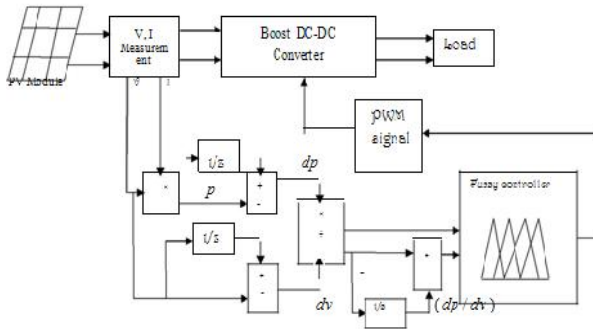 V, I
Measurem
ent
Boost DC-DC
Converter
Load
PV Module
V
I
PWM
signal
1/z
dp
+
-
×
p
Fuzzy controller
×
÷
1/z
+
-
+
-
dv
1/z
(dp/dv)